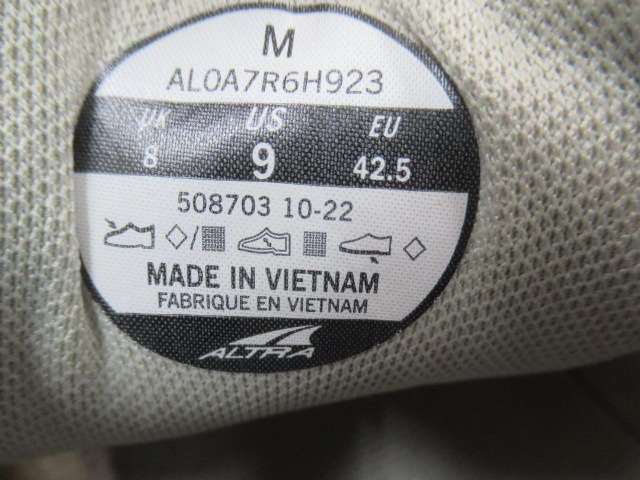 M
AL0A7R6H923
UK US EU
8 9 42.5
508703 10-22
MADE IN VIETNAM
FABRIQUE EN VIETNAM
ALTRA